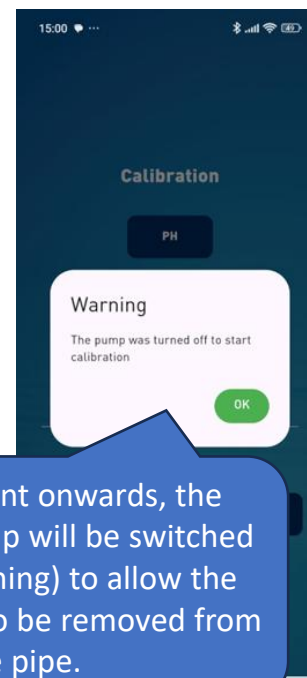 15:00
Calibration
PH
Warning
The pump was turned off to start
calibration
OK
nt onwards, the
p will be switched
ning) to allow the
o be removed from
pipe.